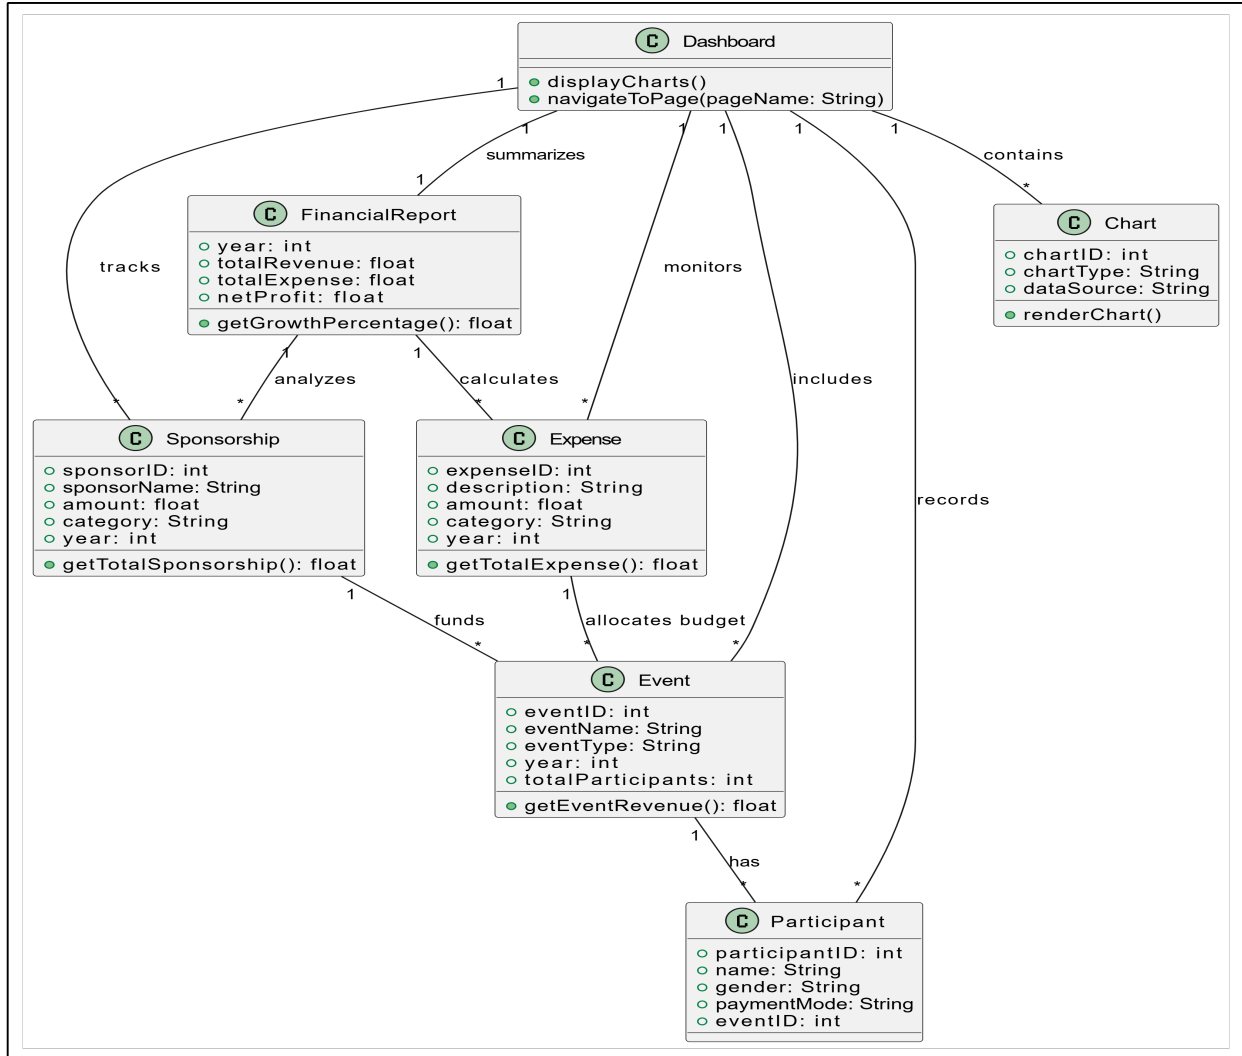 C Dashboard
displayCharts()
navigateToPage(pageName: String)
1
1
1
1
1
1
summarizes
contains
1
*
C FinancialReport
year: int
totalRevenue: float
totalExpense: float
netProfit: float
getGrowthPercentage(): float
C Chart
chartID: int
chartType: String
dataSource: String
renderChart()
tracks
monitors
1
1
analyzes
calculates
includes
*
*
*
*
C Sponsorship
sponsorID: int
sponsorName: String
amount: float
category: String
year: int
getTotalSponsorship(): float
C Expense
expenseID: int
description: String
amount: float
category: String
year: int
getTotalExpense(): float
records
1
1
funds
allocates budget
*
*
*
C Event
eventID: int
eventName: String
eventType: String
year: int
totalParticipants: int
getEventRevenue(): float
1
has
*
*
C Participant
participantID: int
name: String
gender: String
paymentMode: String
eventID: int